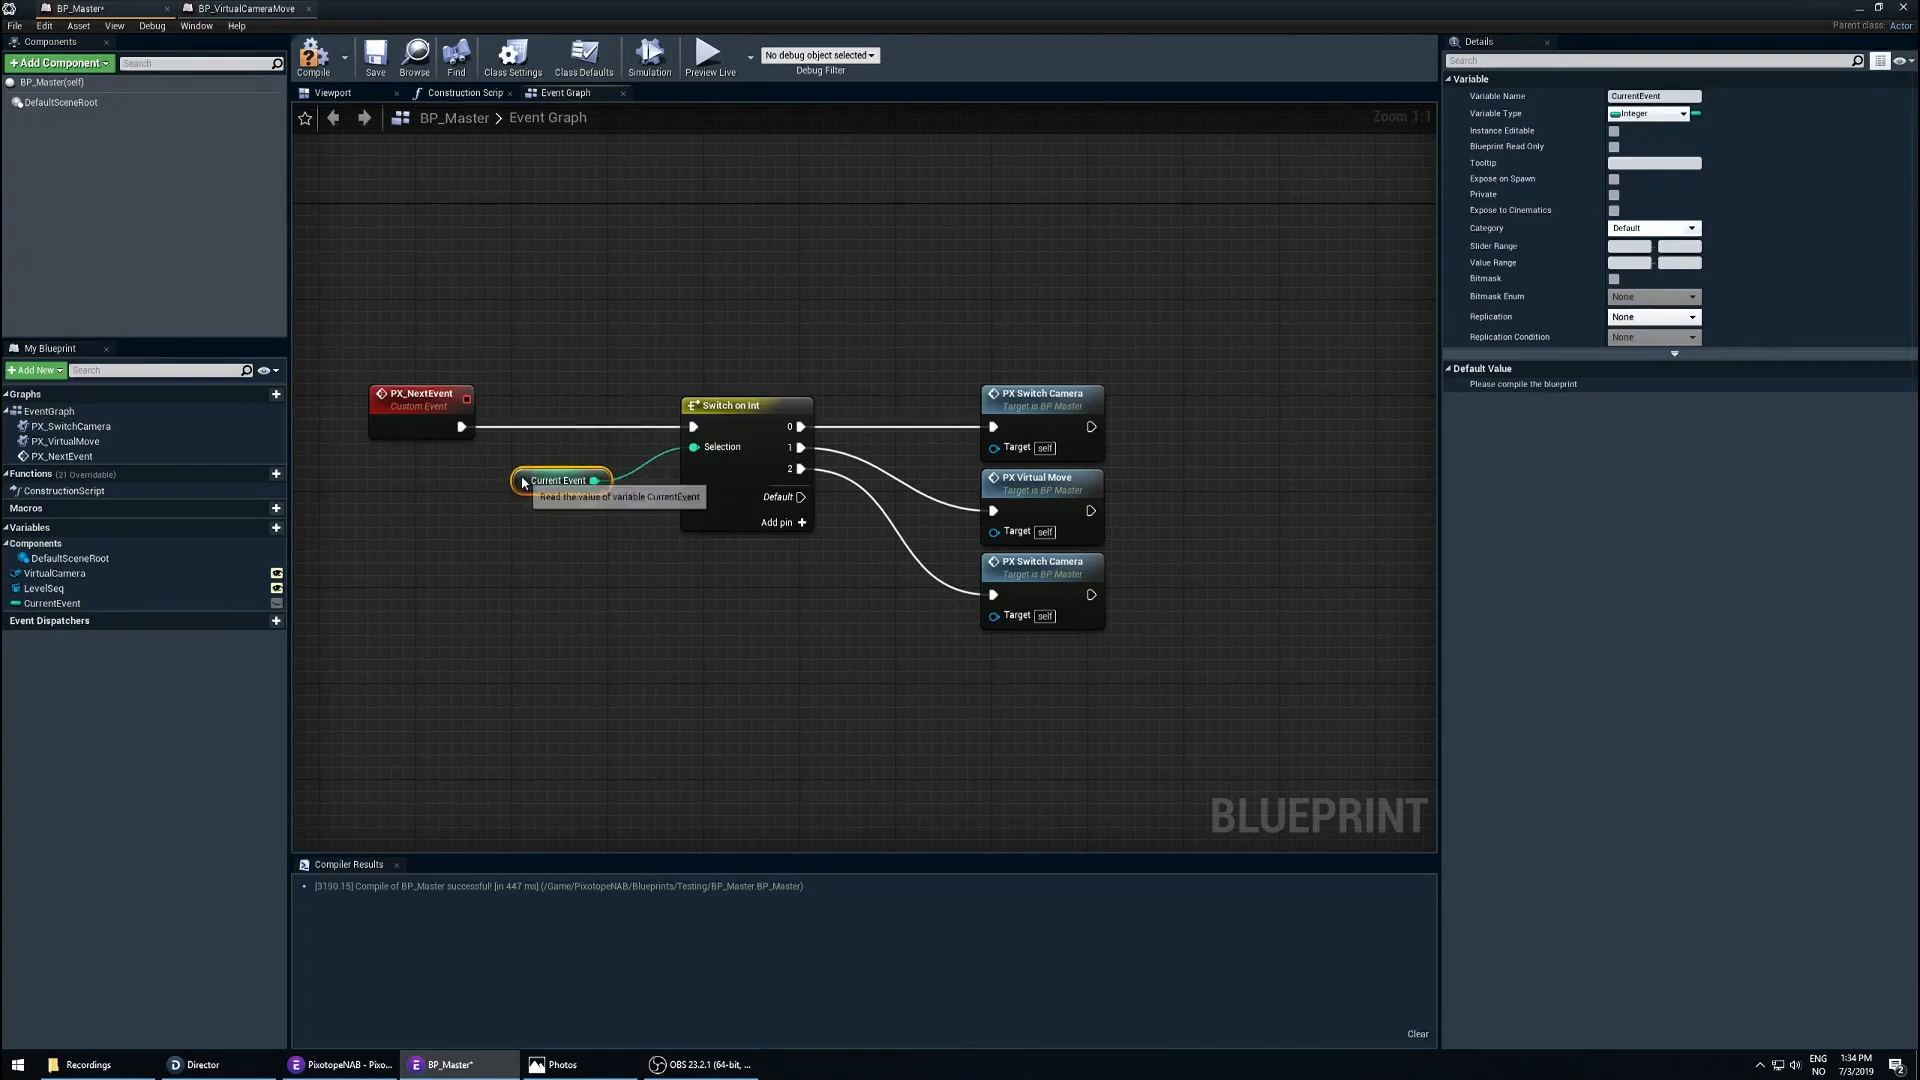 BP_Master*
BP_VirtualCameraMove
File Edit Asset View Debug Window Help
Parent class: Actor
Components
+Add Component
Search
BP_Master(self)
DefaultSceneRoot
Compile
Save
Browse
Find
Class Settings
Class Defaults
Simulation
Preview Live
No debug object selected
Debug Filter
Viewport
Construction Scrip
Event Graph
BP_Master > Event Graph
Zoom 1:1
PX_NextEvent
Custom Event
Current Event
Read the value of variable CurrentEvent
Switch on Int
0
Selection
1
2
Default
Add pin +
PX Switch Camera
Target is BP Master
Target self
PX Virtual Move
Target is BP Master
Target self
PX Switch Camera
Target is BP Master
Target self
BLUEPRINT
My Blueprint
+Add New
Search
Graphs
EventGraph
PX_SwitchCamera
PX_VirtualMove
PX_NextEvent
Functions (21 Overridable)
ConstructionScript
Macros
Variables
Components
DefaultSceneRoot
VirtualCamera
LevelSeq
CurrentEvent
Event Dispatchers
Compiler Results
[3190.15] Compile of BP_Master successful! [in 447 ms] (/Game/PixotopeNAB/Blueprints/Testing/BP_Master.BP_Master)
Clear
Details
Search
Variable
Variable Name CurrentEvent
Variable Type Integer
Instance Editable
Blueprint Read Only
Tooltip
Expose on Spawn
Private
Expose to Cinematics
Category Default
Slider Range
Value Range
Bitmask
Bitmask Enum None
Replication None
Replication Condition None
Default Value
Please compile the blueprint
Recordings
Director
PixotopeNAB - Pixo...
BP_Master*
Photos
OBS 23.2.1 (64-bit, ...
ENG
NO
1:34 PM
7/3/2019
2